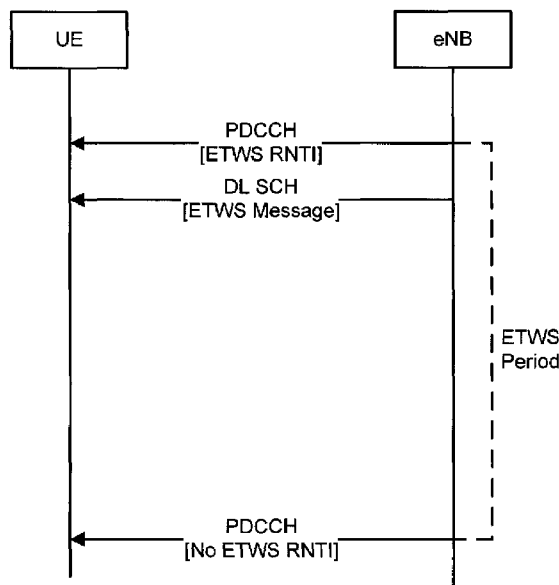 UE
eNB
PDCCH
[ETWS RNTI]
DL SCH
[ETWS Message]
ETWS
Period
PDCCH
[No ETWS RNTI]